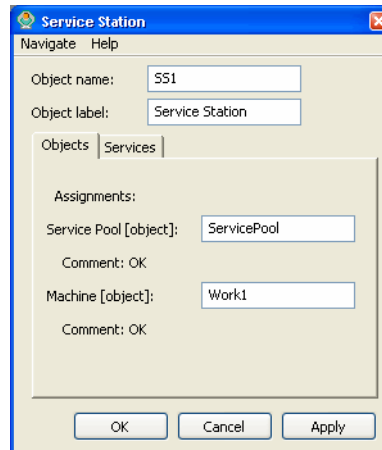 Service Station
Navigate Help
Object name: SS1
Object label: Service Station
Objects Services
Assignments:
Service Pool [object]: ServicePool
Comment: OK
Machine [object]: Work1
Comment: OK
OK Cancel Apply